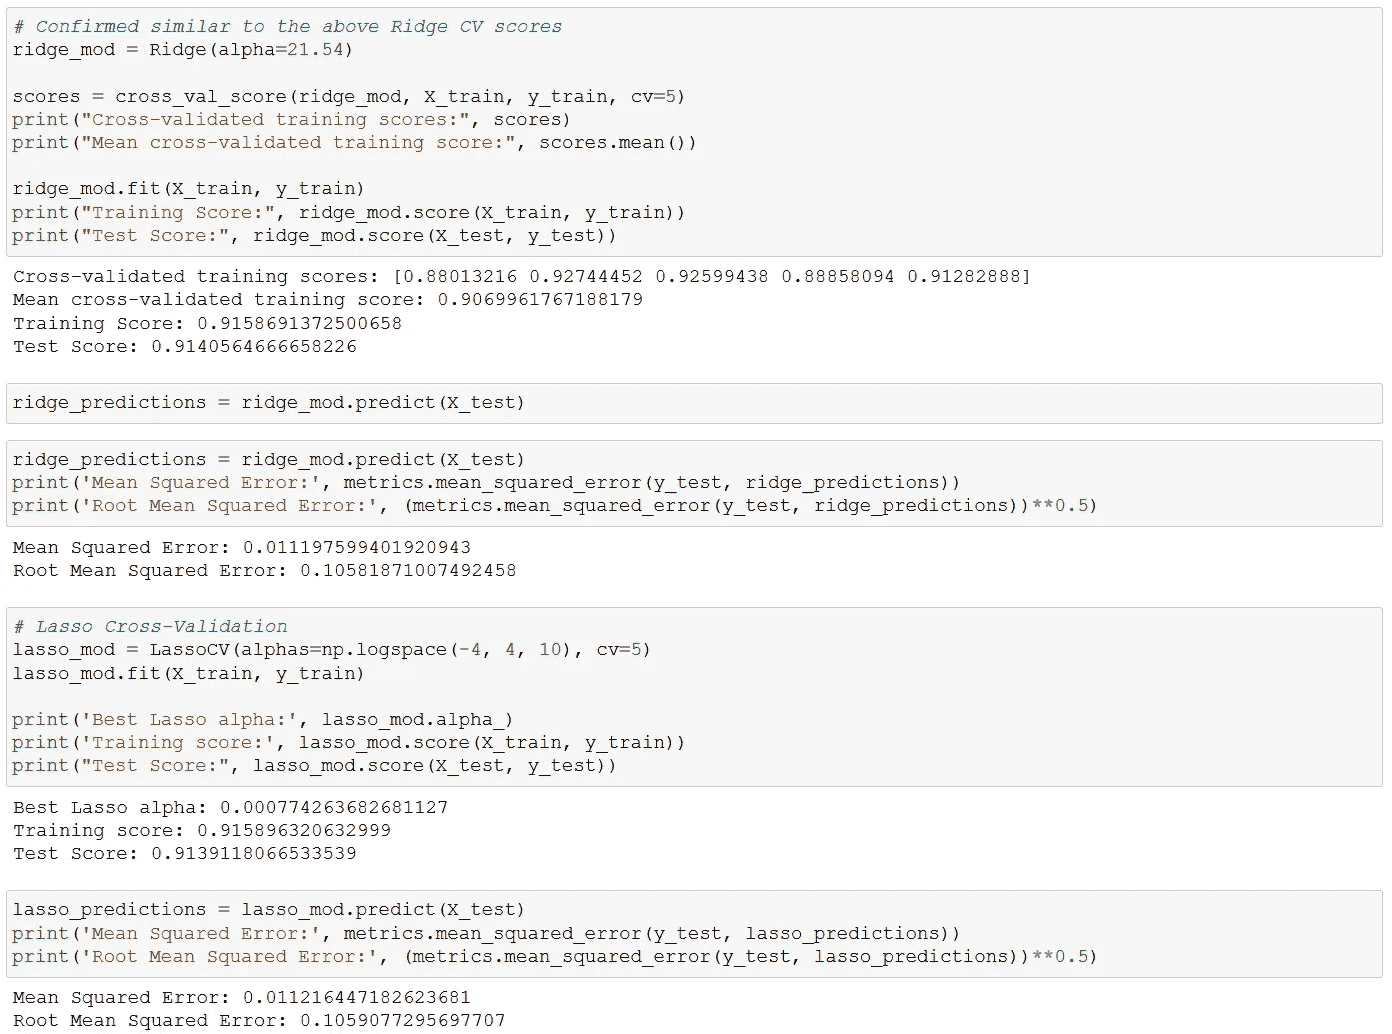 # Confirmed similar to the above Ridge CV scores
ridge_mod = Ridge(alpha=21.54)
scores = cross_val_score(ridge_mod, X_train, y_train, cv=5)
print("Cross-validated training scores:", scores)
print("Mean cross-validated training score:", scores.mean())
ridge_mod.fit(X_train, y_train)
print("Training Score:", ridge_mod.score(X_train, y_train))
print("Test Score:", ridge_mod.score(X_test, y_test))
Cross-validated training scores: [0.88013216 0.92744452 0.92599438 0.88858094 0.91282888]
Mean cross-validated training score: 0.9069961767188179
Training Score: 0.9158691372500658
Test Score: 0.9140564666658226
ridge_predictions = ridge_mod.predict(X_test)
ridge_predictions = ridge_mod.predict(X_test)
print('Mean Squared Error:', metrics.mean_squared_error(y_test, ridge_predictions))
print('Root Mean Squared Error:', (metrics.mean_squared_error(y_test, ridge_predictions))**0.5)
Mean Squared Error: 0.011197599401920943
Root Mean Squared Error: 0.10581871007492458
# Lasso Cross-Validation
lasso_mod = LassoCV(alphas=np.logspace(-4, 4, 10), cv=5)
lasso_mod.fit(X_train, y_train)
print('Best Lasso alpha:', lasso_mod.alpha_)
print('Training score:', lasso_mod.score(X_train, y_train))
print("Test Score:", lasso_mod.score(X_test, y_test))
Best Lasso alpha: 0.000774263682681127
Training score: 0.915896320632999
Test Score: 0.9139118066533539
lasso_predictions = lasso_mod.predict(X_test)
print('Mean Squared Error:', metrics.mean_squared_error(y_test, lasso_predictions))
print('Root Mean Squared Error:', (metrics.mean_squared_error(y_test, lasso_predictions))**0.5)
Mean Squared Error: 0.011216447182623681
Root Mean Squared Error: 0.1059077295697707